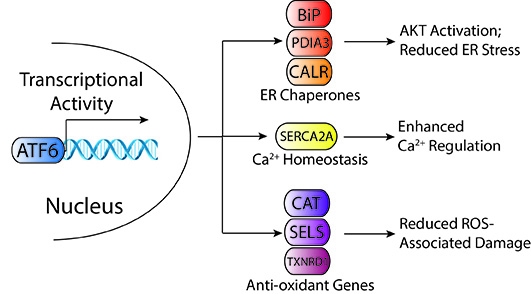 Transcriptional
Activity
ATF6
Nucleus
BiP
PDIA3
CALR
ER Chaperones
AKT Activation;
Reduced ER Stress
SERCA2A
Ca²⁺ Homeostasis
Enhanced
Ca²⁺ Regulation
CAT
SELS
TXNRD1
Anti-oxidant Genes
Reduced ROS-
Associated Damage